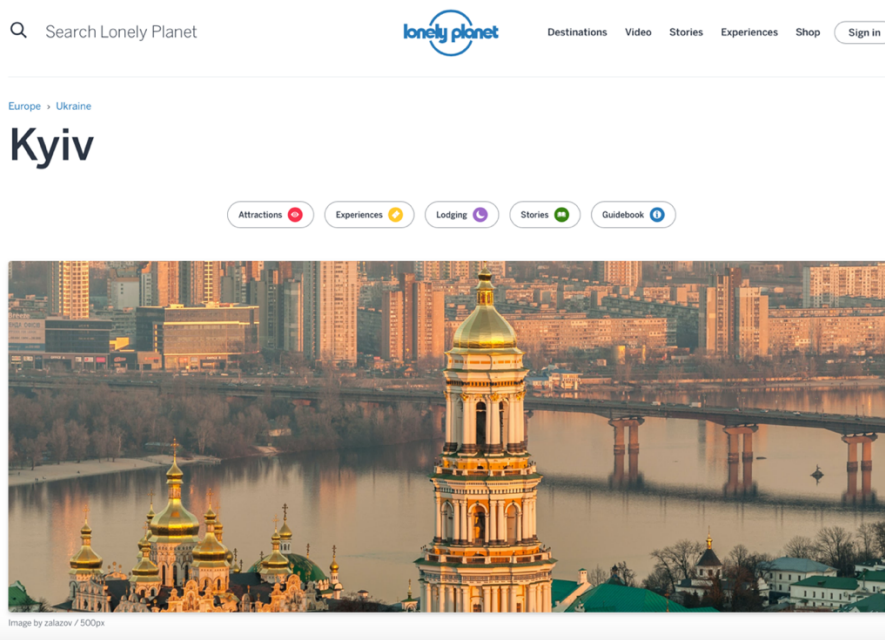 Search Lonely Planet
lonely planet
Destinations Video Stories Experiences Shop Sign in
Europe › Ukraine
Kyiv
Attractions Experiences Lodging Stories Guidebook
Image by zalazov / 500px